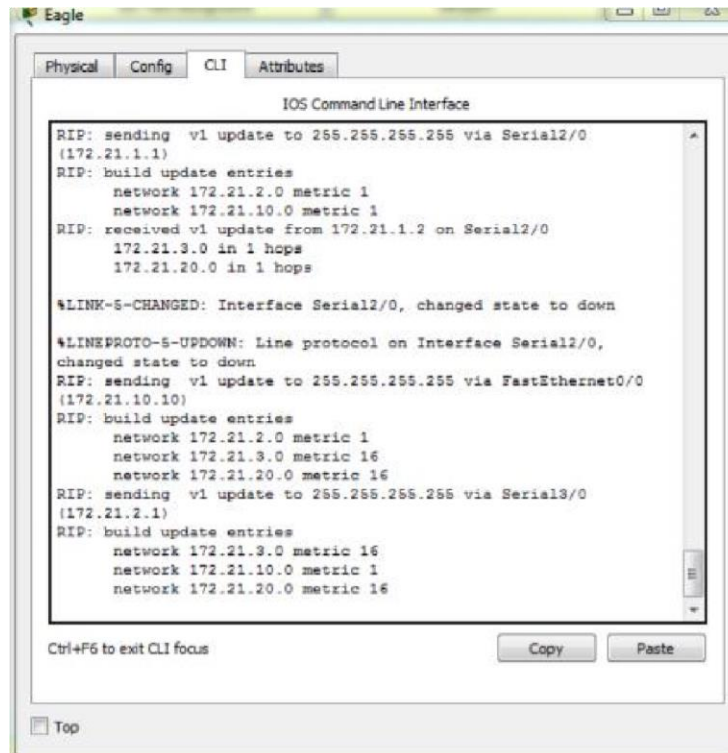 Eagle
Physical Config CLI Attributes
IOS Command Line Interface
RIP: sending  v1 update to 255.255.255.255 via Serial2/0
(172.21.1.1)
RIP: build update entries
      network 172.21.2.0 metric 1
      network 172.21.10.0 metric 1
RIP: received v1 update from 172.21.1.2 on Serial2/0
      172.21.3.0 in 1 hops
      172.21.20.0 in 1 hops
%LINK-5-CHANGED: Interface Serial2/0, changed state to down
%LINEPROTO-5-UPDOWN: Line protocol on Interface Serial2/0,
changed state to down
RIP: sending  v1 update to 255.255.255.255 via FastEthernet0/0
(172.21.10.10)
RIP: build update entries
      network 172.21.2.0 metric 1
      network 172.21.3.0 metric 16
      network 172.21.20.0 metric 16
RIP: sending  v1 update to 255.255.255.255 via Serial3/0
(172.21.2.1)
RIP: build update entries
      network 172.21.3.0 metric 16
      network 172.21.10.0 metric 1
      network 172.21.20.0 metric 16
Ctrl+F6 to exit CLI focus Copy Paste
Top